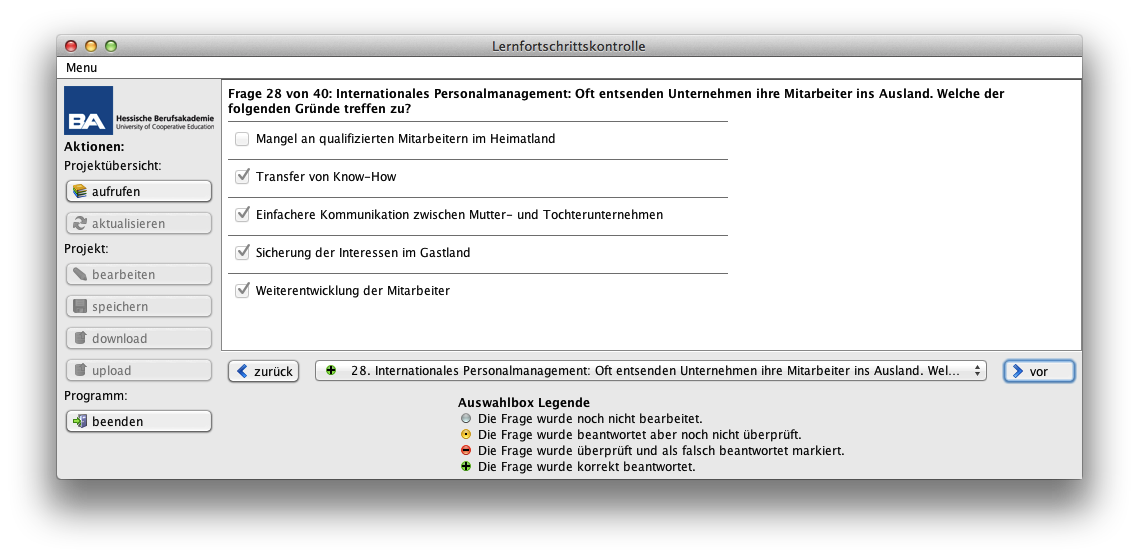 Lernfortschrittskontrolle
Menu
BA Hessische Berufsakademie
University of Cooperative Education
Aktionen:
Projektübersicht:
aufrufen
aktualisieren
Projekt:
bearbeiten
speichern
download
upload
Programm:
beenden
Frage 28 von 40: Internationales Personalmanagement: Oft entsenden Unternehmen ihre Mitarbeiter ins Ausland. Welche der
folgenden Gründe treffen zu?
Mangel an qualifizierten Mitarbeitern im Heimatland
Transfer von Know-How
Einfachere Kommunikation zwischen Mutter- und Tochterunternehmen
Sicherung der Interessen im Gastland
Weiterentwicklung der Mitarbeiter
zurück
28. Internationales Personalmanagement: Oft entsenden Unternehmen ihre Mitarbeiter ins Ausland. Wel...
vor
Auswahlbox Legende
Die Frage wurde noch nicht bearbeitet.
Die Frage wurde beantwortet aber noch nicht überprüft.
Die Frage wurde überprüft und als falsch beantwortet markiert.
Die Frage wurde korrekt beantwortet.